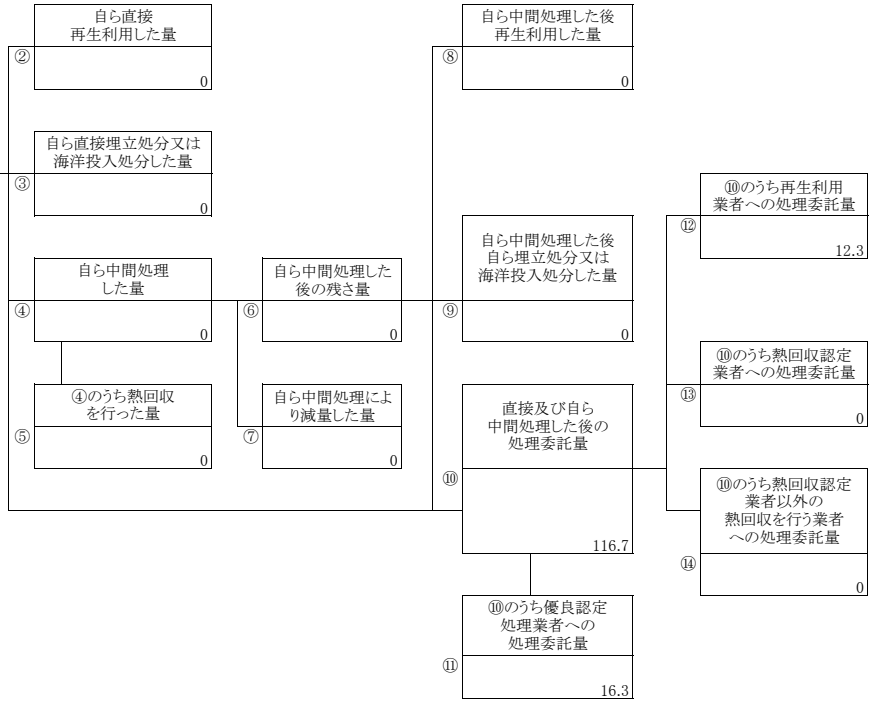 自ら直接
再生利用した量
②
0
自ら直接埋立処分又は
海洋投入処分した量
③
0
自ら中間処理
した量
④
0
④のうち熱回収
を行った量
⑤
0
自ら中間処理した
後の残さ量
⑥
0
自ら中間処理によ
り減量した量
⑦
0
自ら中間処理した後
再生利用した量
⑧
0
自ら中間処理した後
自ら埋立処分又は
海洋投入処分した量
⑨
0
直接及び自ら
中間処理した後の
処理委託量
⑩
116.7
⑩のうち優良認定
処理業者への
処理委託量
⑪
16.3
⑩のうち再生利用
業者への処理委託量
⑫
12.3
⑩のうち熱回収認定
業者への処理委託量
⑬
0
⑩のうち熱回収認定
業者以外の
熱回収を行う業者
への処理委託量
⑭
0